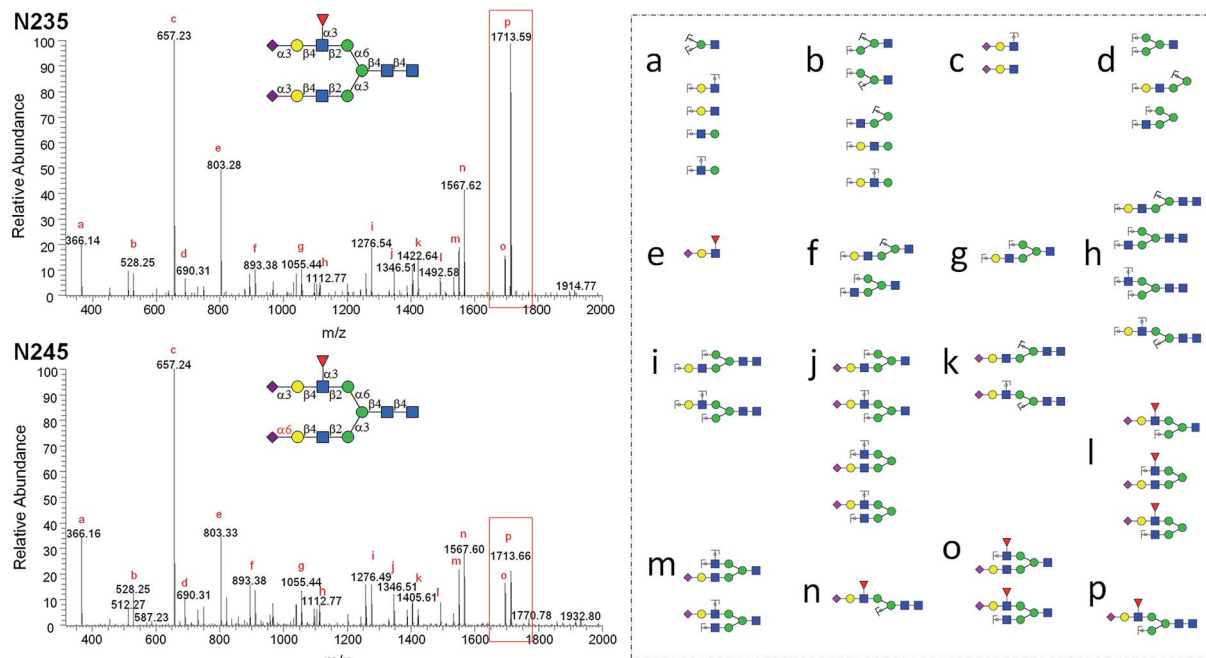 N235
Relative Abundance
100
90
80
70
60
50
40
30
20
10
0
400 600 800 1000 1200 1400 1600 1800 2000
m/z
a
366.14
b
528.25
c
657.23
d
690.31
e
803.28
f
893.38
g
1055.44
h
1112.77
i
1276.54
j
1346.51
k
1422.64
l
1492.58
m
n
1567.62
o
p
1713.59
1914.77
α3
α3 β4 β2 α6
β4 β4
α3 β4 β2 α3
N245
Relative Abundance
100
90
80
70
60
50
40
30
20
10
0
400 600 800 1000 1200 1400 1600 1800 2000
m/z
a
366.16
b
528.25
512.27
587.23
c
657.24
d
690.31
e
803.33
f
893.38
g
1055.44
h
1112.77
i
1276.49
j
1346.51
k
1405.61
l
m
n
1567.60
o
p
1713.66
1770.78
1932.80
α3
α3 β4 β2 α6
β4 β4
α6 β4 β2 α3
a b c d
e f g h
i j k l
m n o p